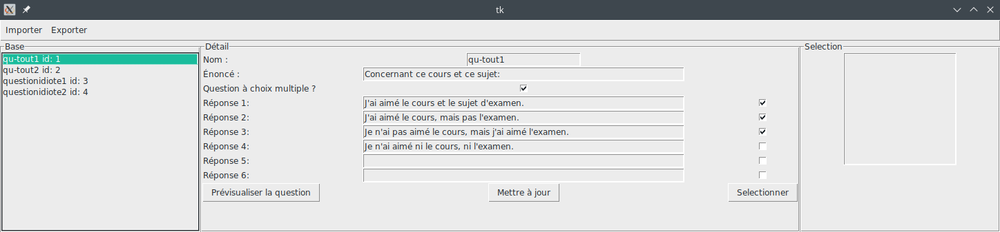 tk
Importer Exporter
Base
qu-tout1 id: 1
qu-tout2 id: 2
questionidiote1 id: 3
questionidiote2 id: 4
Détail
Nom : qu-tout1
Énoncé : Concernant ce cours et ce sujet:
Question à choix multiple ?
Réponse 1: J'ai aimé le cours et le sujet d'examen.
Réponse 2: J'ai aimé le cours, mais pas l'examen.
Réponse 3: Je n'ai pas aimé le cours, mais j'ai aimé l'examen.
Réponse 4: Je n'ai aimé ni le cours, ni l'examen.
Réponse 5:
Réponse 6:
Prévisualiser la question Mettre à jour Selectionner
Selection